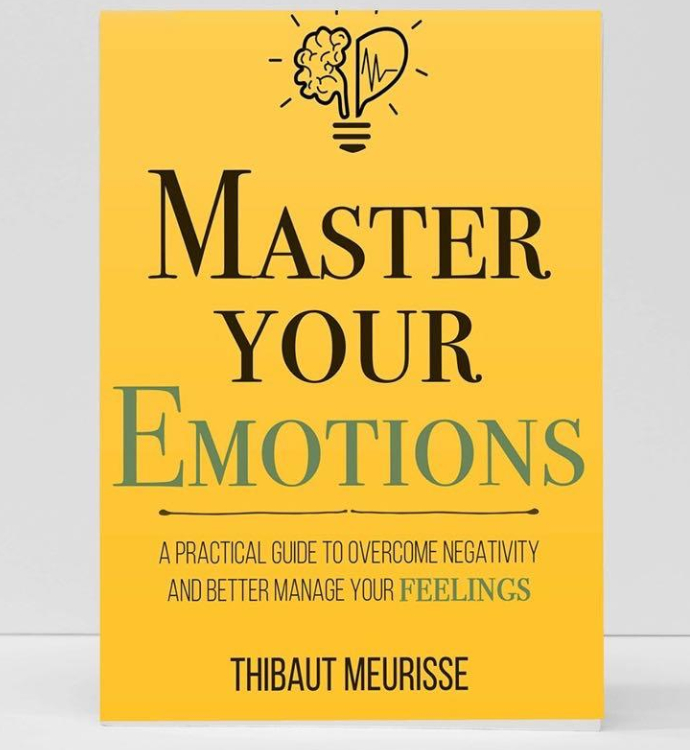 MASTER
YOUR
EMOTIONS
A PRACTICAL GUIDE TO OVERCOME NEGATIVITY
AND BETTER MANAGE YOUR FEELINGS
THIBAUT MEURISSE